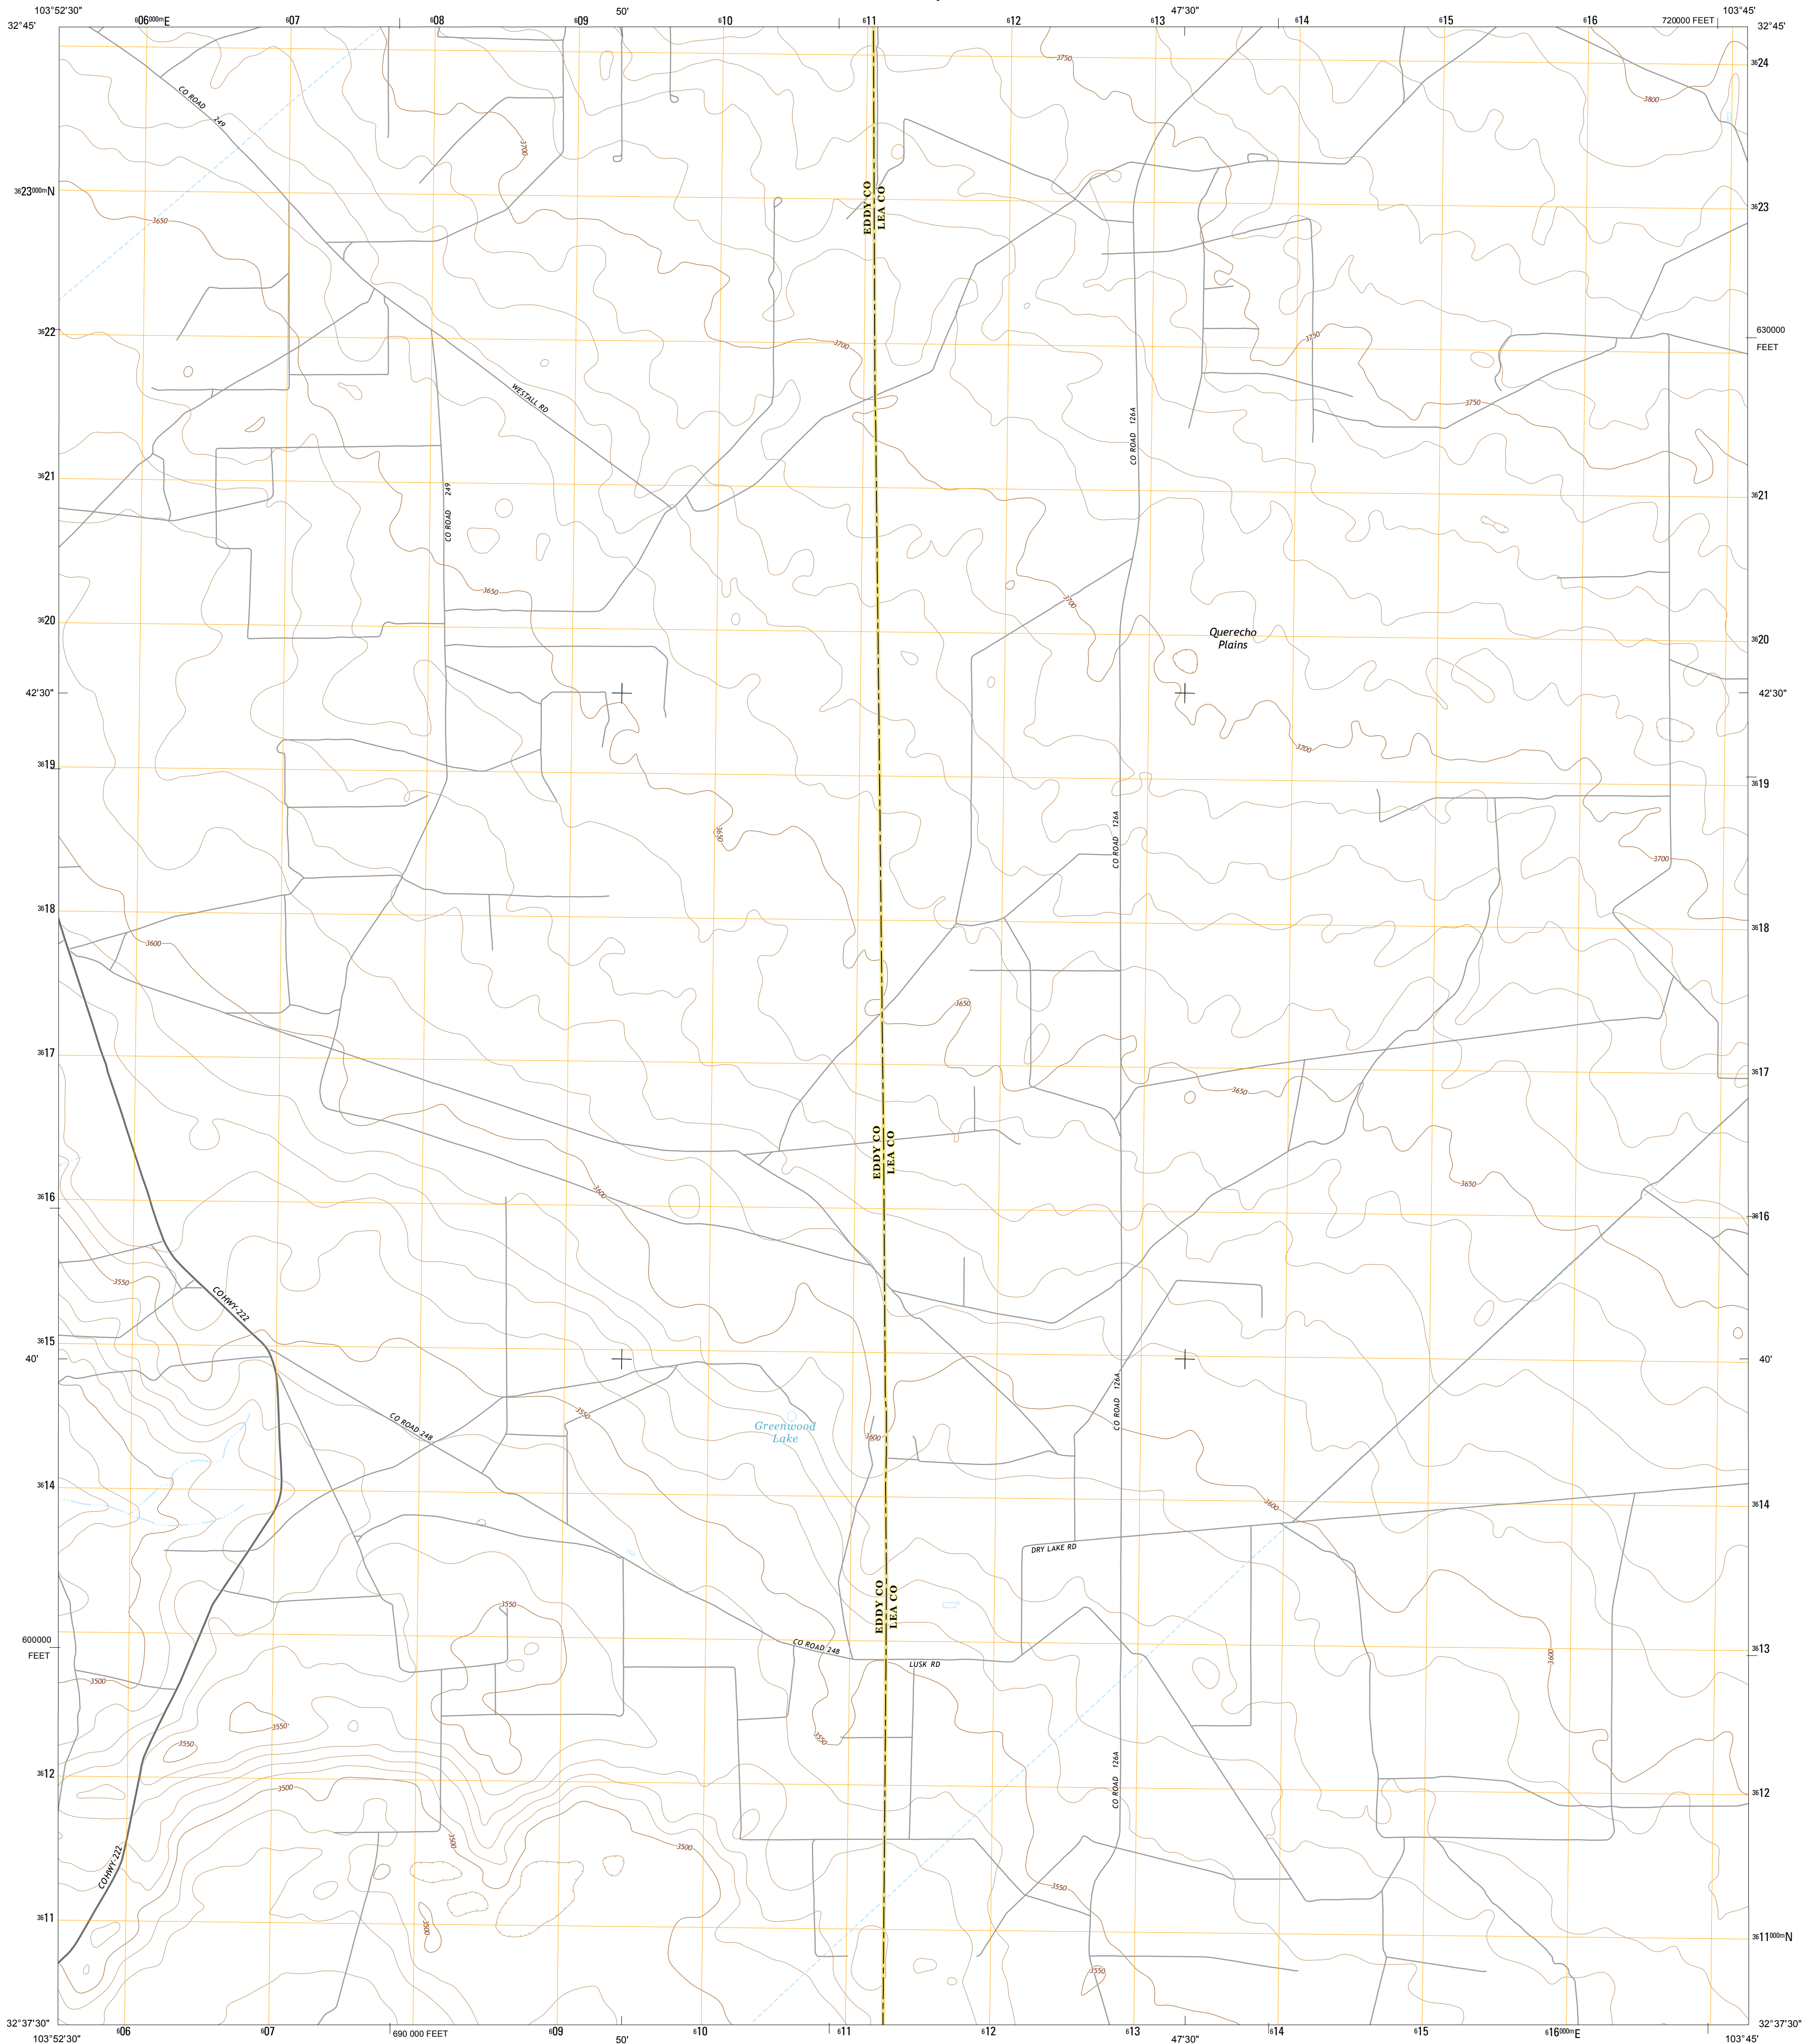 103°52'30"
606000mE
607
608
609
50'
610
611
612
613
47'30"
614
615
616
720000 FEET
103°45'
32°45'
32°45'
3750
3624
3800
CO ROAD 249
3700
3623000mN
EDDY CO
LEA CO
3650
3623
3622
3700
3750
630000
FEET
WESTALL RD
3750
CO ROAD 126A
3621
3621
CO ROAD 249
3650
3700
3620
Querecho
Plains
3620
42'30"
42'30"
3700
3619
3619
3650
CO ROAD 126A
3700
3618
3618
3600
3650
3617
3617
3650
EDDY CO
LEA CO
3600
3650
3616
3616
3550
CO HWY 222
3615
40'
40'
CO ROAD 126A
3550
CO ROAD 248
Greenwood
Lake
3600
3614
3600
3614
DRY LAKE RD
EDDY CO
LEA CO
3550
600000
FEET
CO ROAD 248
LUSK RD
3600
3613
3500
3550
3550
3550
3612
CO ROAD 126A
3612
3500
3500
3500
CO HWY 222
3550
3611
3500
3611000mN
3550
32°37'30"
32°37'30"
103°52'30"
606
607
690 000 FEET
609
50'
610
611
612
613
47'30"
614
615
616000mE
103°45'